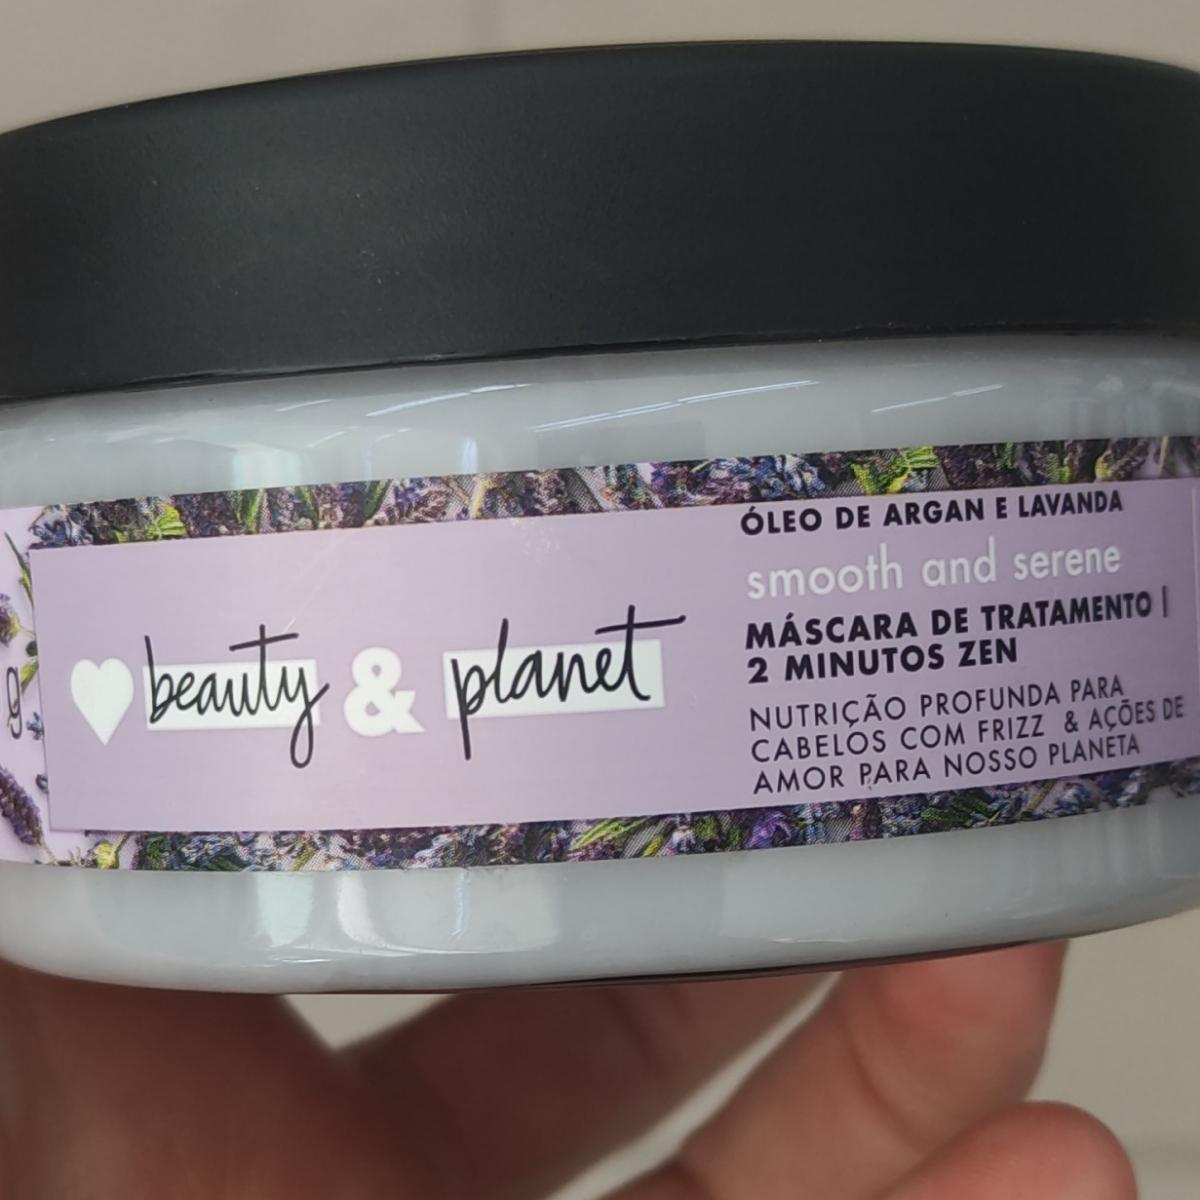 beauty & planet
ÓLEO DE ARGAN E LAVANDA
smooth and serene
MÁSCARA DE TRATAMENTO |
2 MINUTOS ZEN
NUTRIÇÃO PROFUNDA PARA
CABELOS COM FRIZZ & AÇÕES DE
AMOR PARA NOSSO PLANETA
g